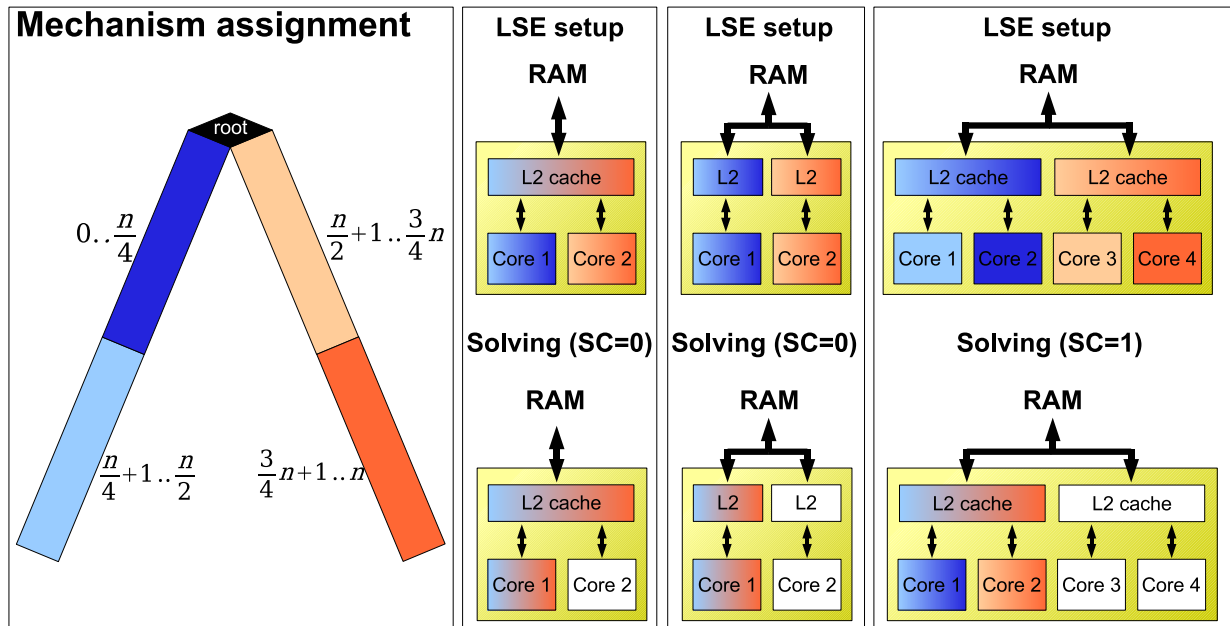 Mechanism assignment
root
0..n/4
n/2+1..3/4n
n/4+1..n/2
3/4n+1..n
LSE setup
RAM
L2 cache
Core 1 Core 2
Solving (SC=0)
RAM
L2 cache
Core 1 Core 2
LSE setup
RAM
L2 L2
Core 1 Core 2
Solving (SC=0)
RAM
L2 L2
Core 1 Core 2
LSE setup
RAM
L2 cache L2 cache
Core 1 Core 2 Core 3 Core 4
Solving (SC=1)
RAM
L2 cache L2 cache
Core 1 Core 2 Core 3 Core 4